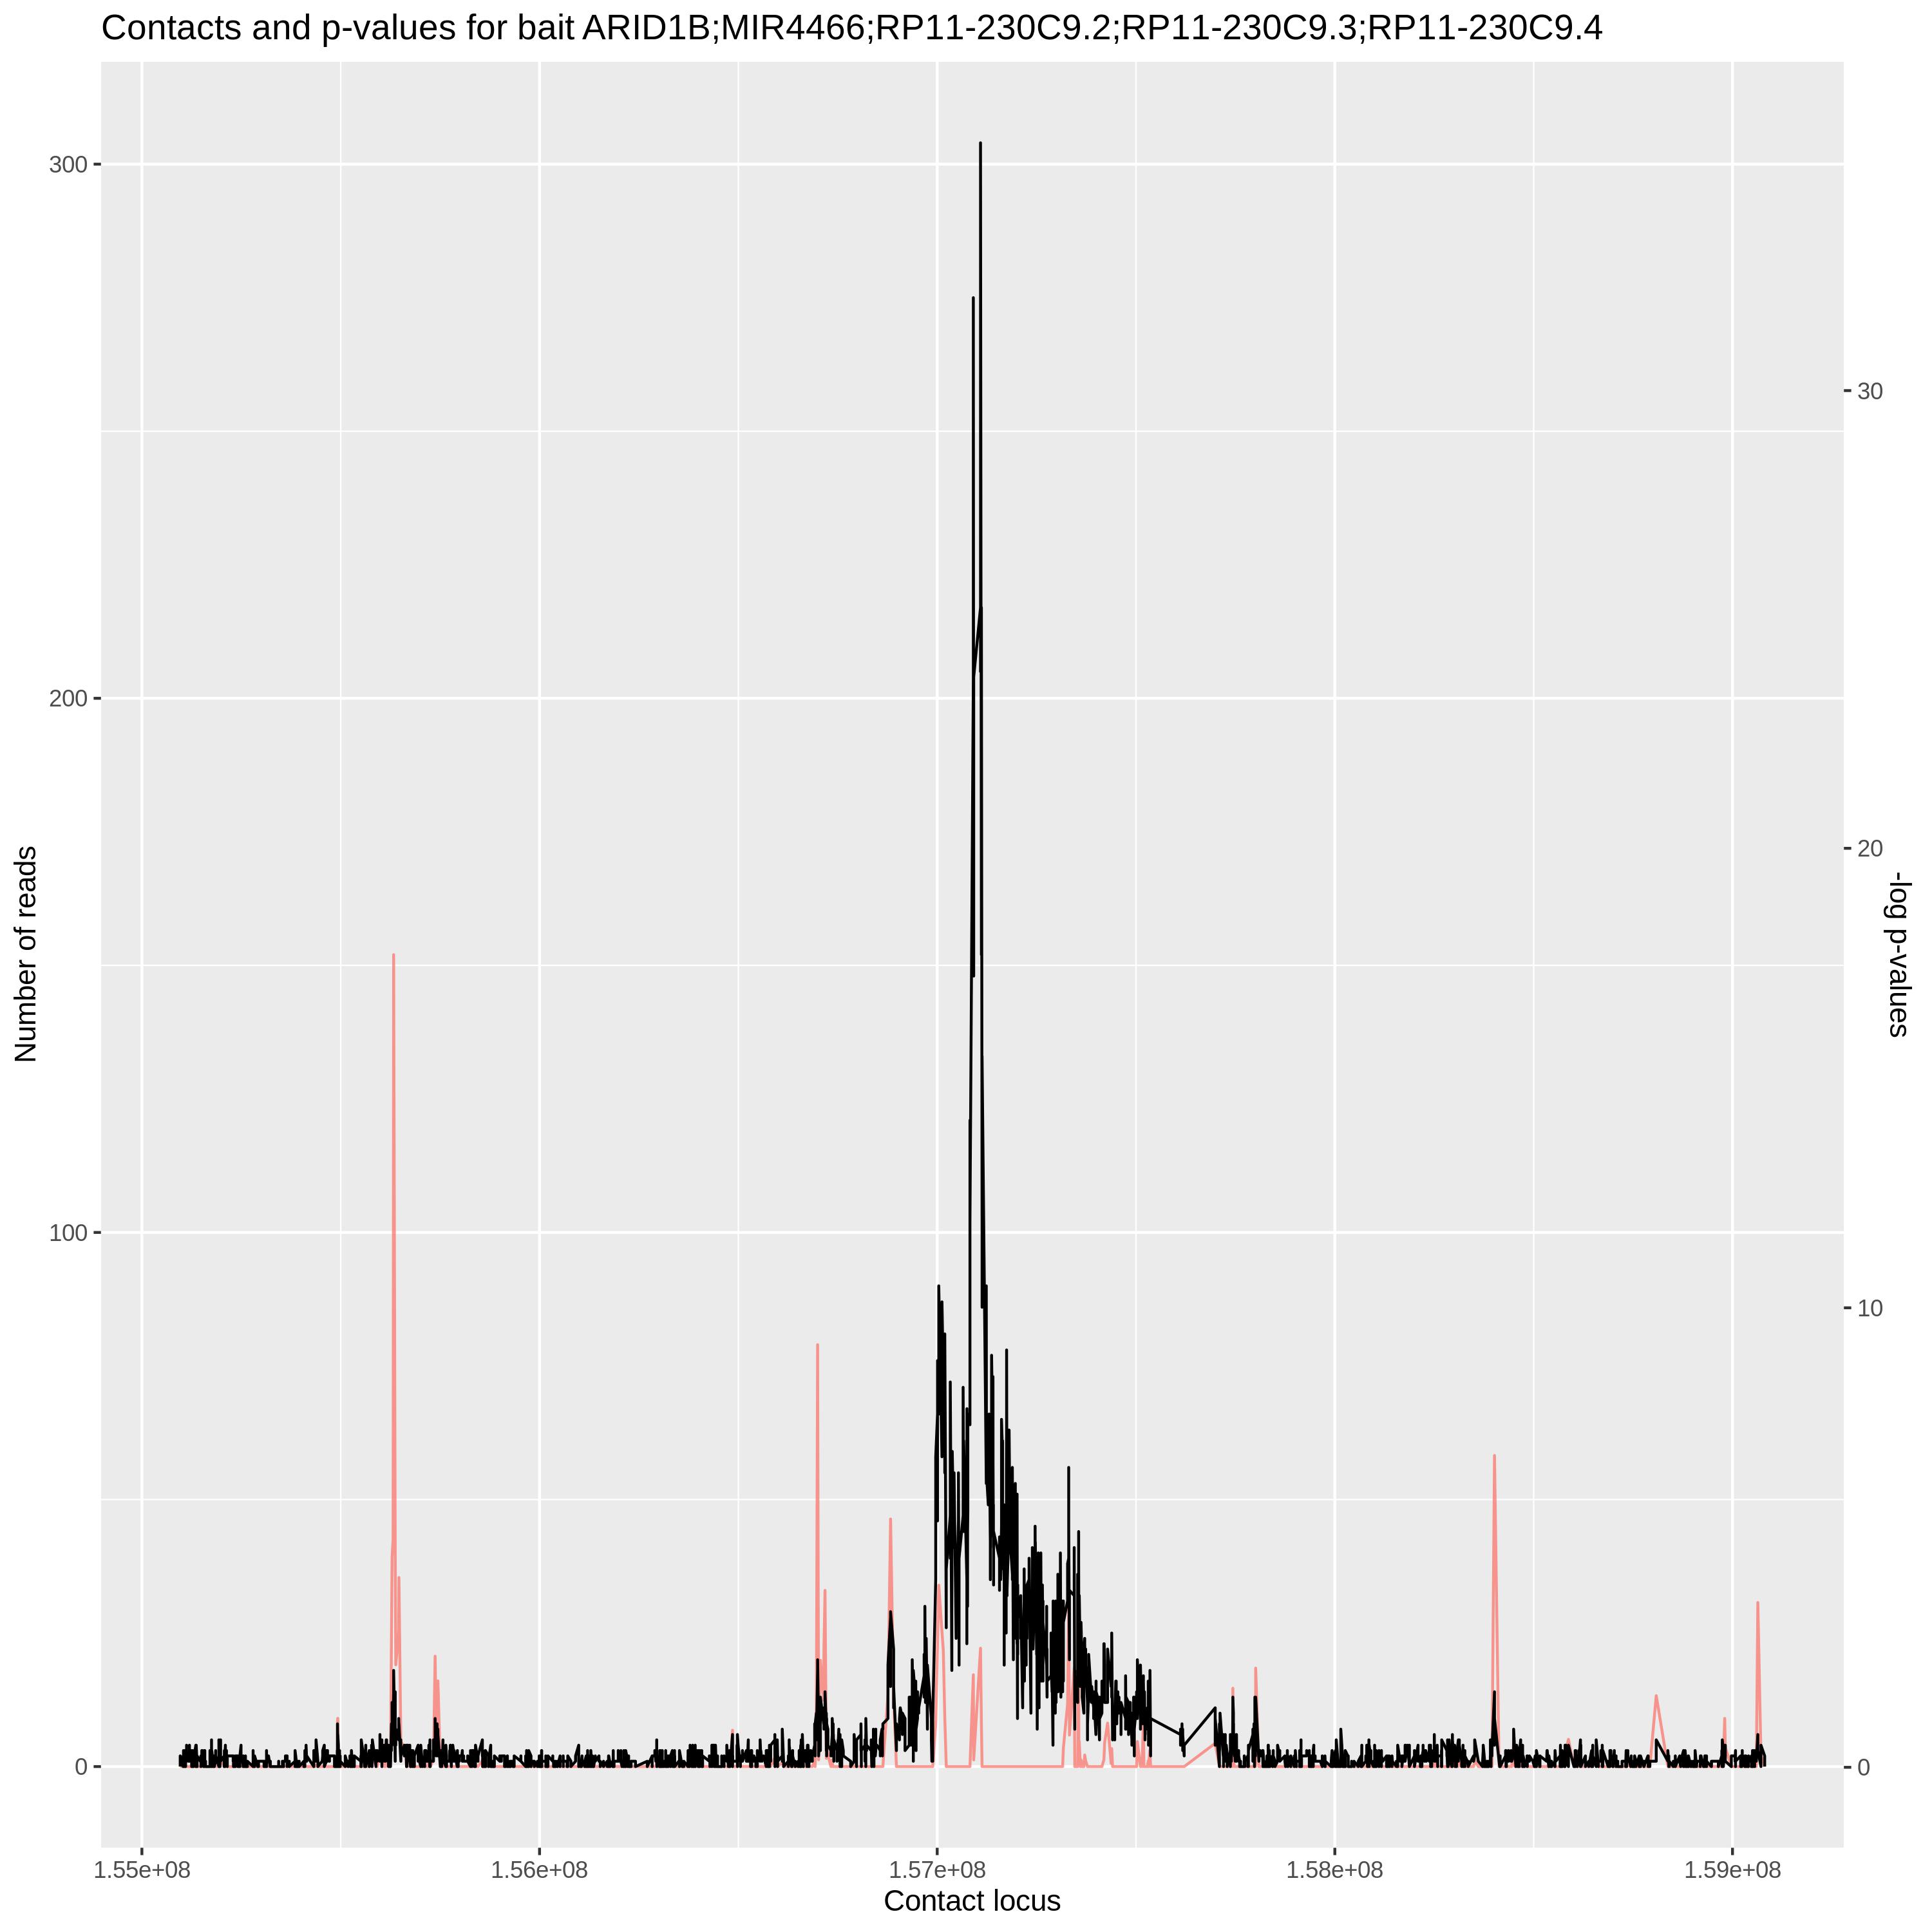 Contacts and p-values for bait ARID1B;MIR4466;RP11-230C9.2;RP11-230C9.3;RP11-230C9.4
300
200
100
0
Number of reads
30
20
10
0
-log p-values
1.55e+08
1.56e+08
1.57e+08
1.58e+08
1.59e+08
Contact locus